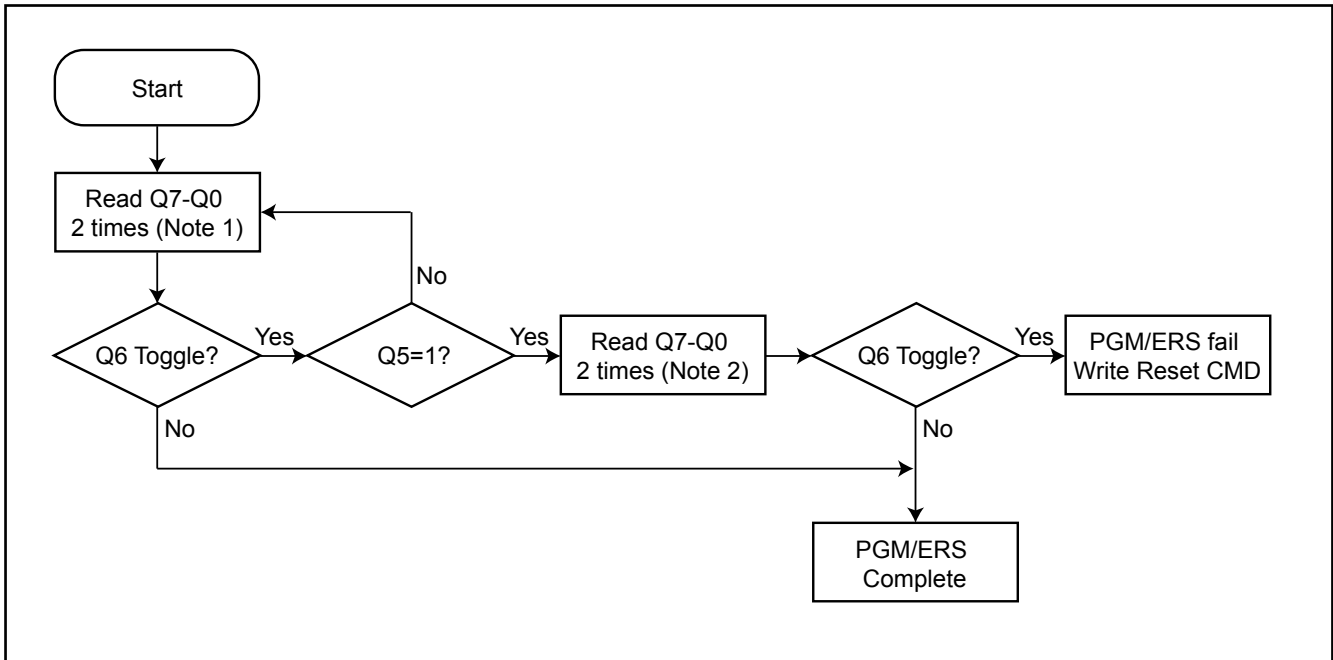 Start
Read Q7-Q0
2 times (Note 1)
No
Q6 Toggle?
Yes
Q5=1?
Yes
Read Q7-Q0
2 times (Note 2)
Q6 Toggle?
Yes
PGM/ERS fail
Write Reset CMD
No
No
PGM/ERS
Complete